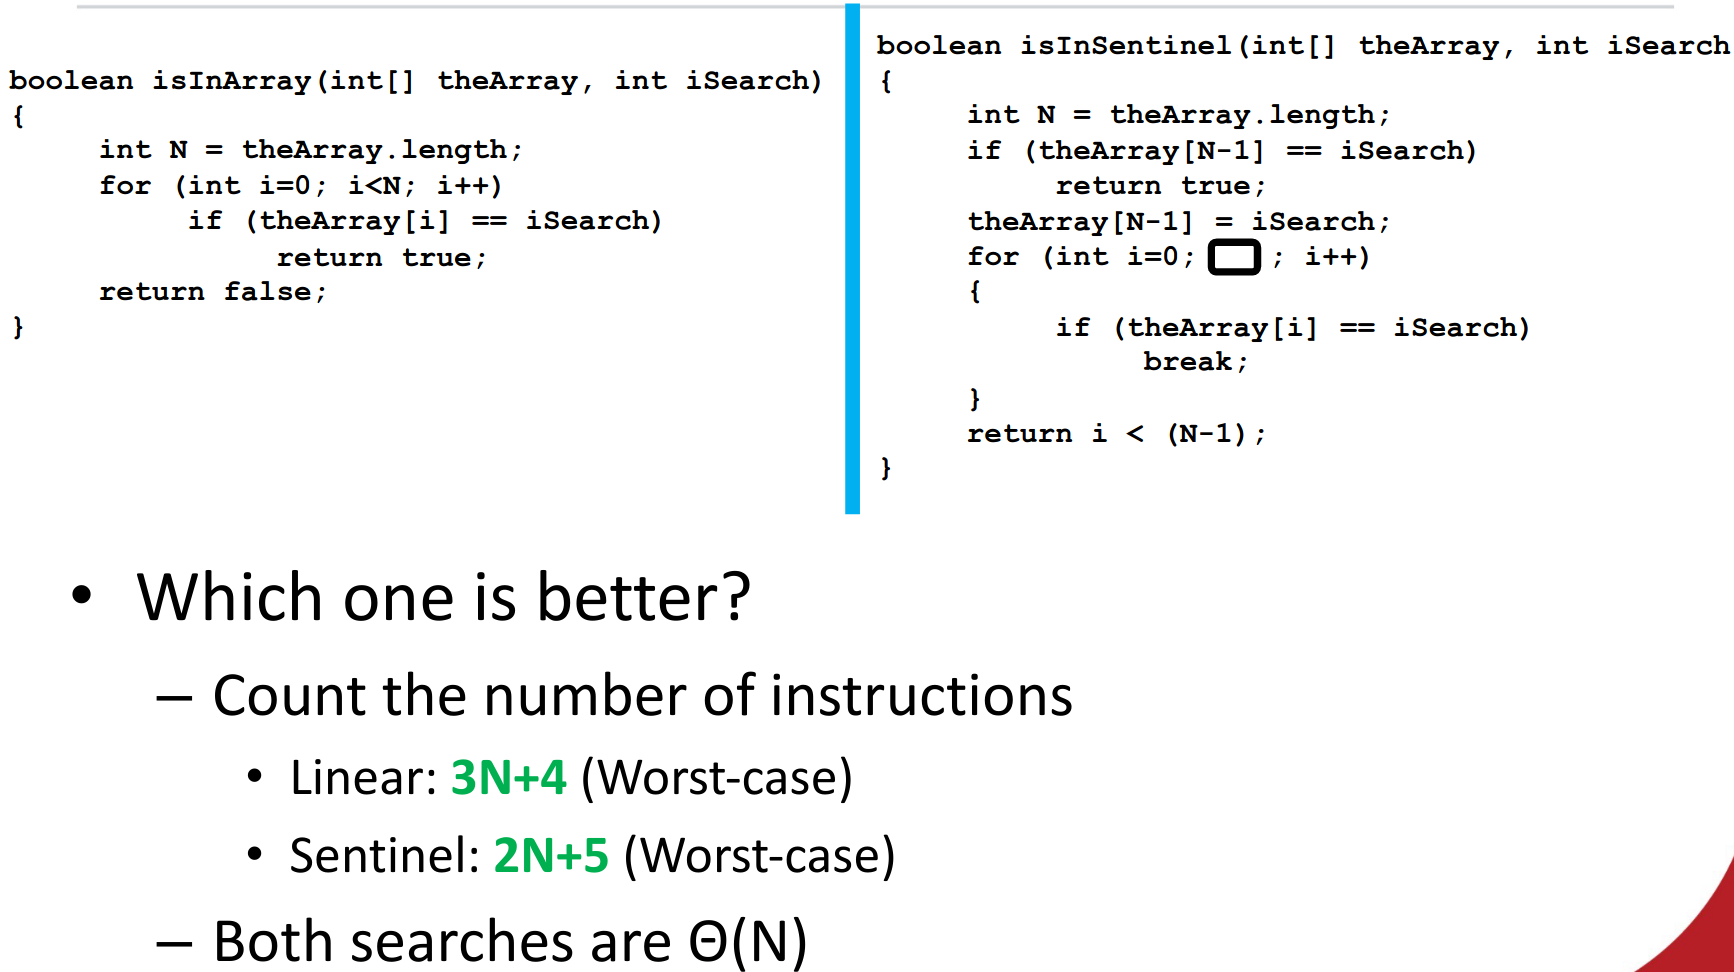 boolean isInArray(int[] theArray, int iSearch)
{
int N = theArray.length;
for (int i=0; i<N; i++)
if (theArray[i] == iSearch)
return true;
return false;
}
boolean isInSentinel(int[] theArray, int iSearch
{
int N = theArray.length;
if (theArray[N-1] == iSearch)
return true;
theArray[N-1] = iSearch;
for (int i=0; ; i++)
{
if (theArray[i] == iSearch)
break;
}
return i < (N-1);
}
• Which one is better?
– Count the number of instructions
• Linear: 3N+4 (Worst-case)
• Sentinel: 2N+5 (Worst-case)
– Both searches are Θ(N)